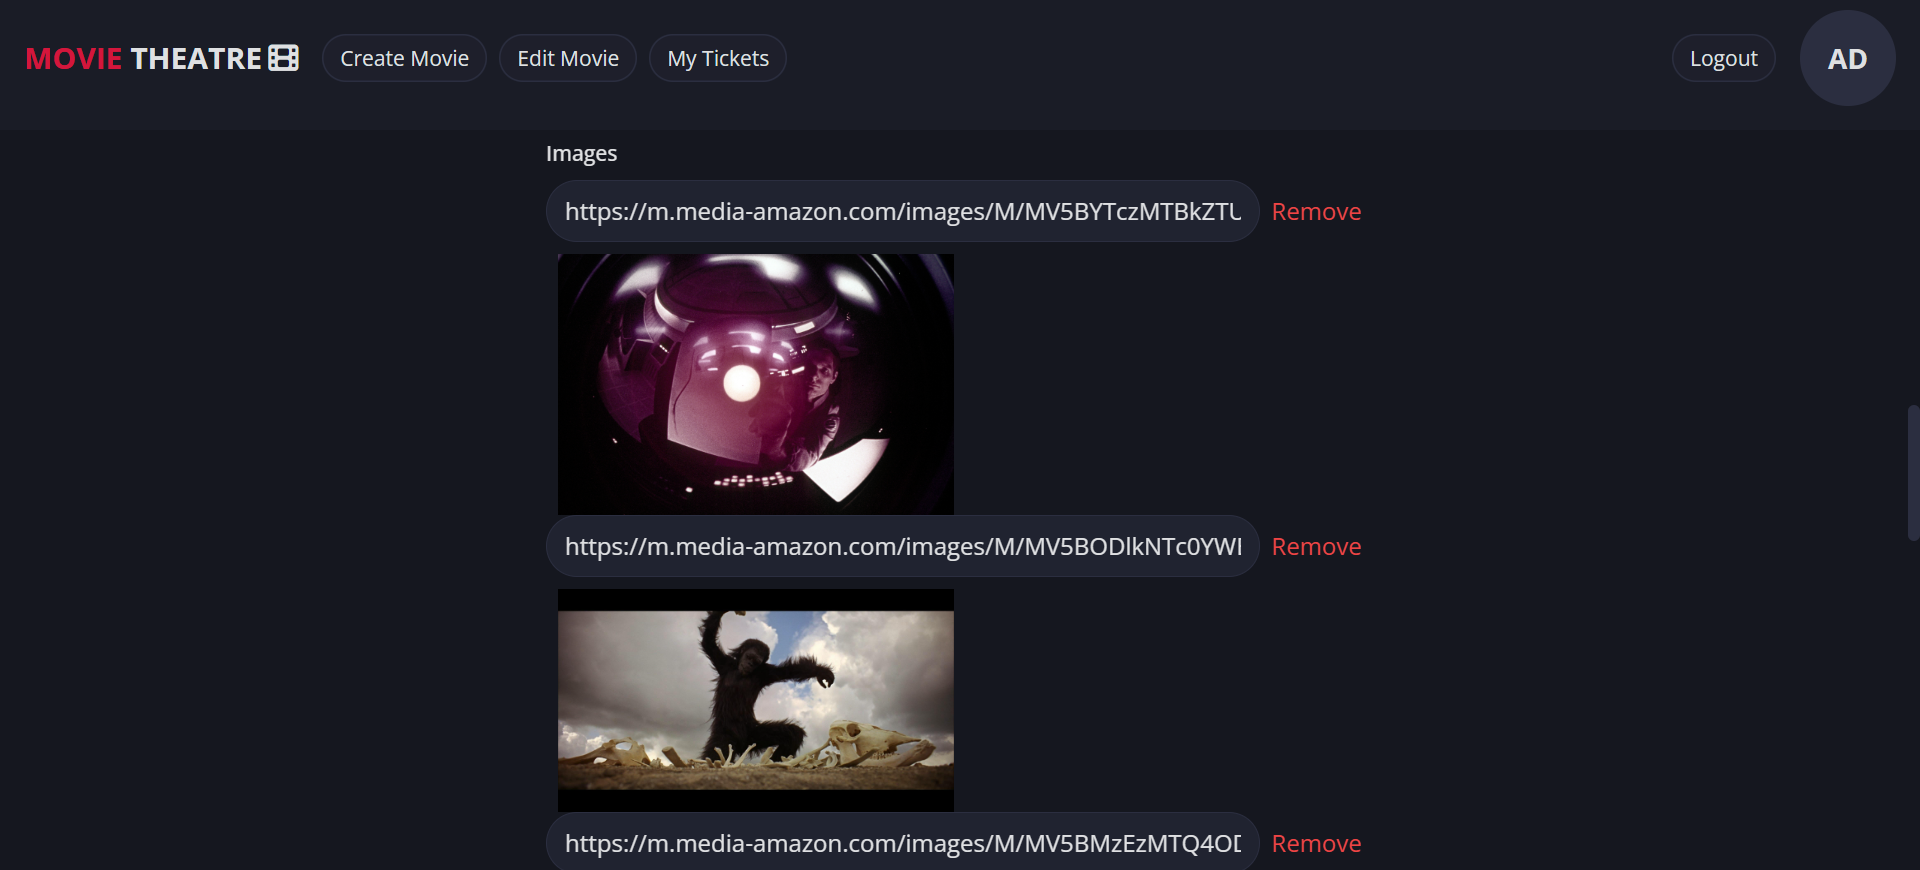 MOVIE THEATRE
Create Movie
Edit Movie
My Tickets
Logout
AD
Images
https://m.media-amazon.com/images/M/MV5BYTczMTBkZTU
Remove
https://m.media-amazon.com/images/M/MV5BODlkNTc0YWI
Remove
https://m.media-amazon.com/images/M/MV5BMzEzMTQ4OD
Remove